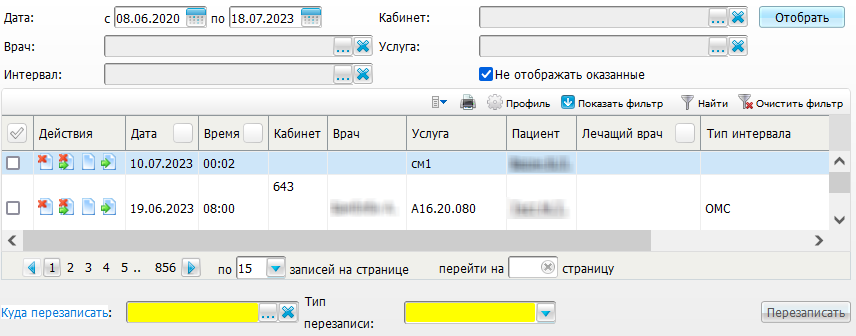 Дата: с 08.06.2020 по 18.07.2023 Кабинет: ... Отобрать
Врач: ... Услуга: ...
Интервал: ... Не отображать оказанные
Профиль Показать фильтр Найти Очистить фильтр
Действия Дата Время Кабинет Врач Услуга Пациент Лечащий врач Тип интервала
10.07.2023 00:02 см1
643
19.06.2023 08:00 A16.20.080 ОМС
1 2 3 4 5 .. 856 по 15 записей на странице перейти на страницу
Куда перезаписать: ... Тип
перезаписи: Перезаписать